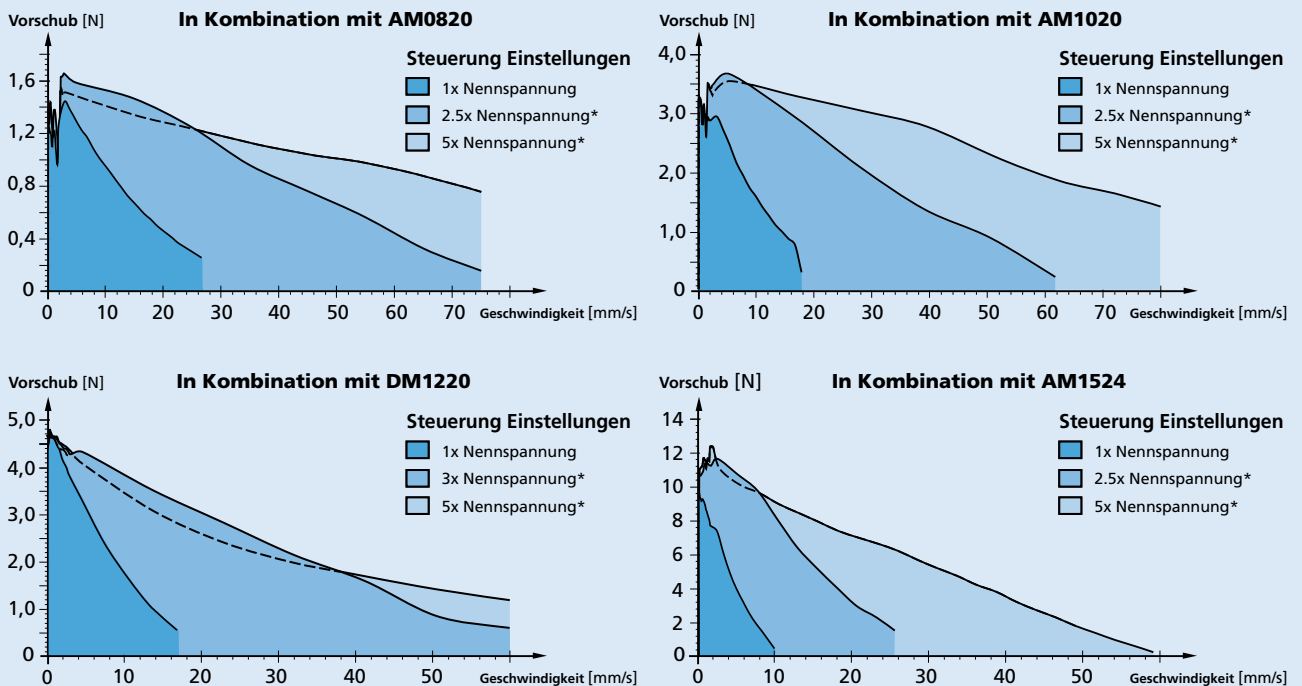 Vorschub [N]
In Kombination mit AM0820
Steuerung Einstellungen
1x Nennspannung
2.5x Nennspannung*
5x Nennspannung*
1,6
1,2
0,8
0,4
0
0 10 20 30 40 50 60 70 Geschwindigkeit [mm/s]
Vorschub [N]
In Kombination mit AM1020
Steuerung Einstellungen
1x Nennspannung
2.5x Nennspannung*
5x Nennspannung*
4,0
3,0
2,0
1,0
0
0 10 20 30 40 50 60 70 Geschwindigkeit [mm/s]
Vorschub [N]
In Kombination mit DM1220
Steuerung Einstellungen
1x Nennspannung
3x Nennspannung*
5x Nennspannung*
5,0
4,0
3,0
2,0
1,0
0
0 10 20 30 40 50 Geschwindigkeit [mm/s]
Vorschub [N]
In Kombination mit AM1524
Steuerung Einstellungen
1x Nennspannung
2.5x Nennspannung*
5x Nennspannung*
14
12
10
8
6
4
2
0
0 10 20 30 40 50 Geschwindigkeit [mm/s]